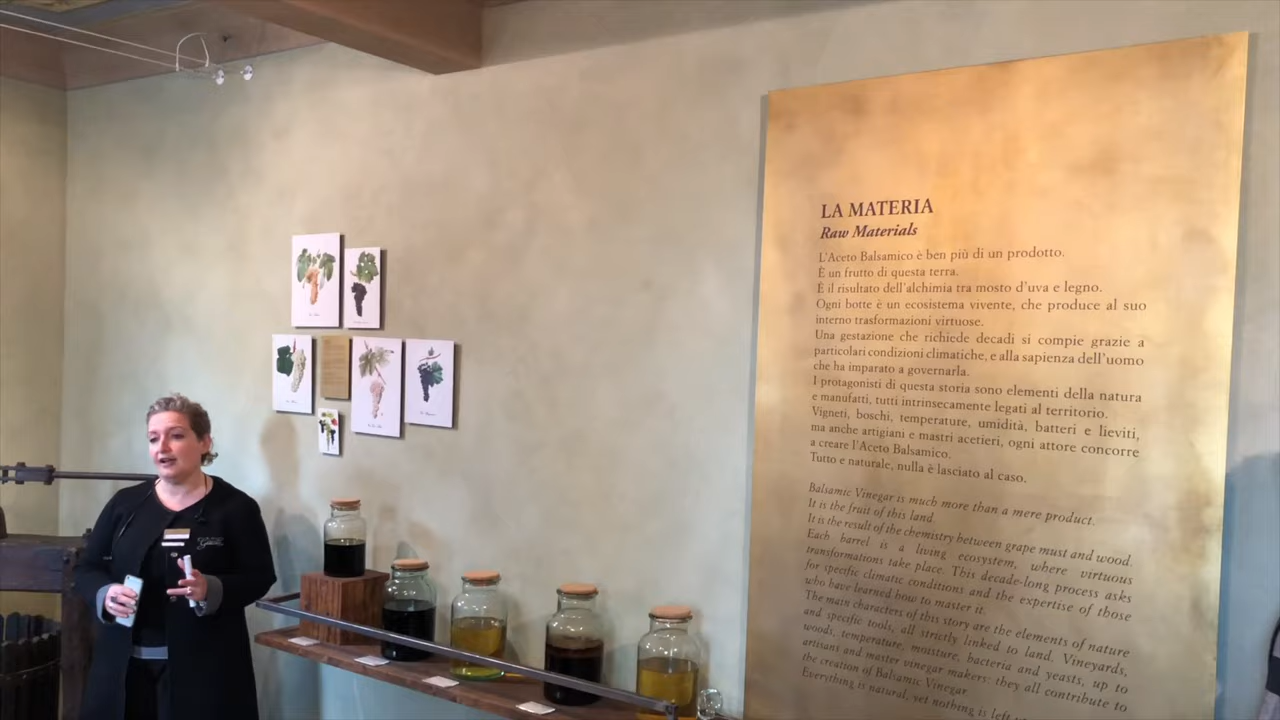 LA MATERIA
Raw Materials
L'Aceto Balsamico è ben più di un prodotto.
È un frutto di questa terra.
È il risultato dell'alchimia tra mosto d'uva e legno.
Ogni botte è un ecosistema vivente, che produce al suo
interno trasformazioni virtuose.
Una gestazione che richiede decadi si compie grazie a
particolari condizioni climatiche, e alla sapienza dell'uomo
che ha imparato a governarla.
I protagonisti di questa storia sono elementi della natura
e manufatti, tutti intrinsecamente legati al territorio.
Vigneti, boschi, temperature, umidità, batteri e lieviti,
ma anche artigiani e mastri acetieri, ogni attore concorre
a creare l'Aceto Balsamico.
Tutto e naturale, nulla è lasciato al caso.
Balsamic Vinegar is much more than a mere product.
It is the fruit of this land.
It is the result of the chemistry between grape must and wood.
Each barrel is a living ecosystem, where virtuous
transformations take place. This decade-long process asks
for specific climatic conditions and the expertise of those
who have learned how to master it.
The main characters of this story are the elements of nature
and specific tools, all strictly linked to land. Vineyards,
woods, temperature, moisture, bacteria and yeasts, up to
artisans and master vinegar makers: they all contribute to
the creation of Balsamic Vinegar.
Everything is natural, yet nothing is left